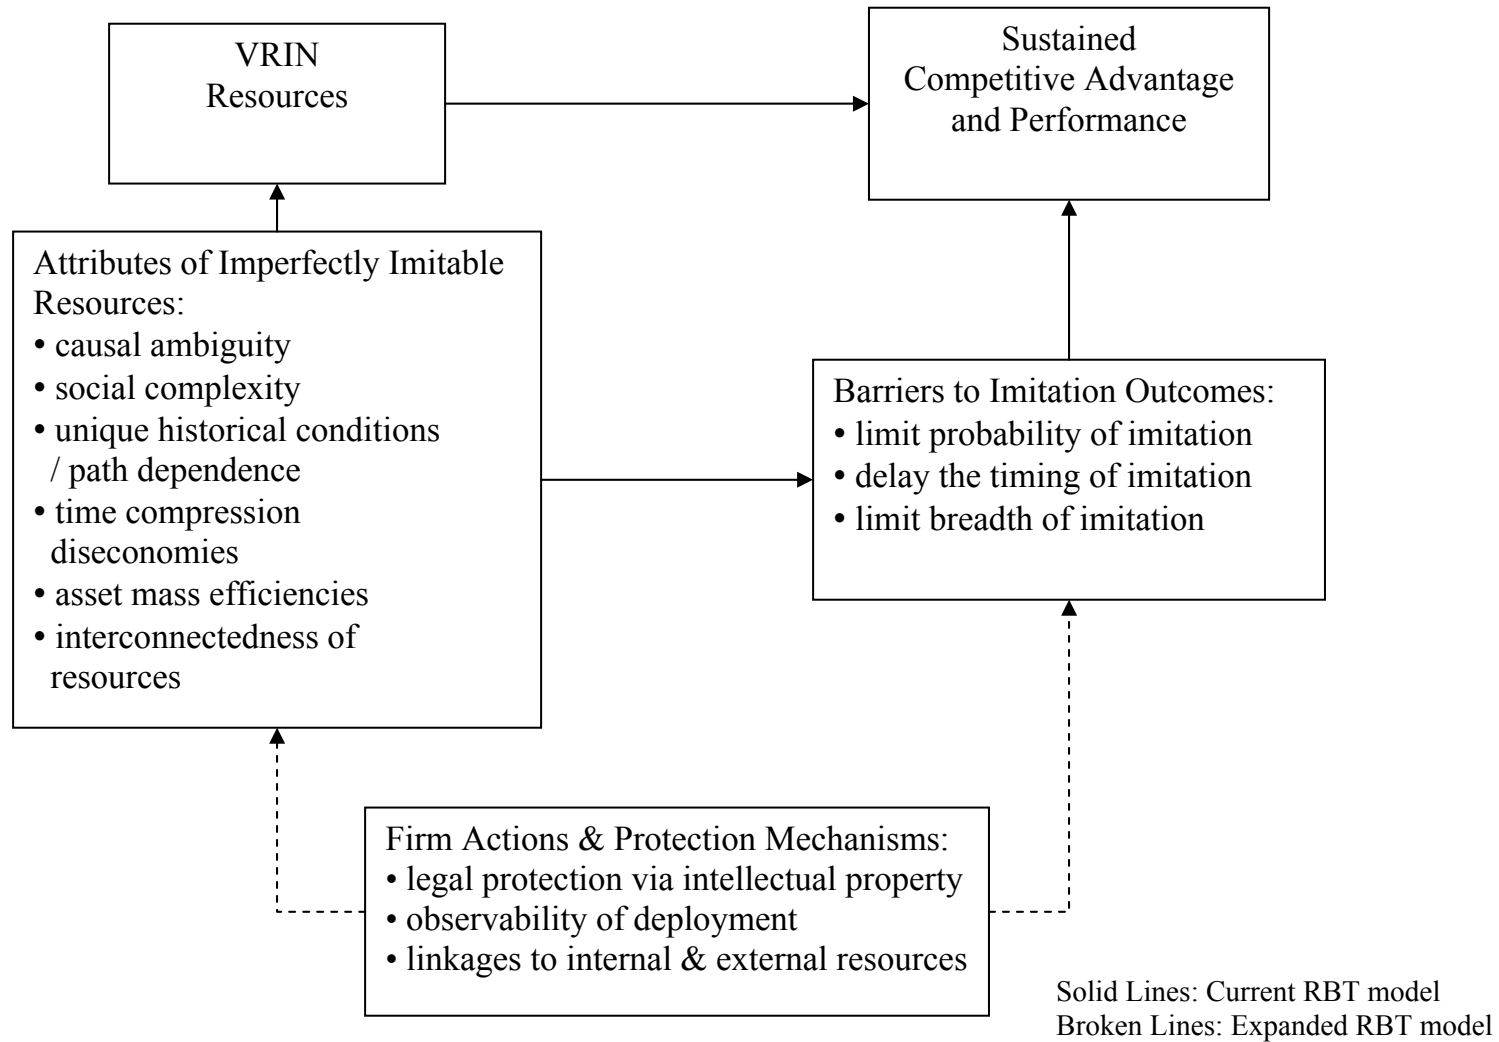 VRIN
Resources
Sustained
Competitive Advantage
and Performance
Attributes of Imperfectly Imitable
Resources:
• causal ambiguity
• social complexity
• unique historical conditions
/ path dependence
• time compression
diseconomies
• asset mass efficiencies
• interconnectedness of
resources
Barriers to Imitation Outcomes:
• limit probability of imitation
• delay the timing of imitation
• limit breadth of imitation
Firm Actions & Protection Mechanisms:
• legal protection via intellectual property
• observability of deployment
• linkages to internal & external resources
Solid Lines: Current RBT model
Broken Lines: Expanded RBT model